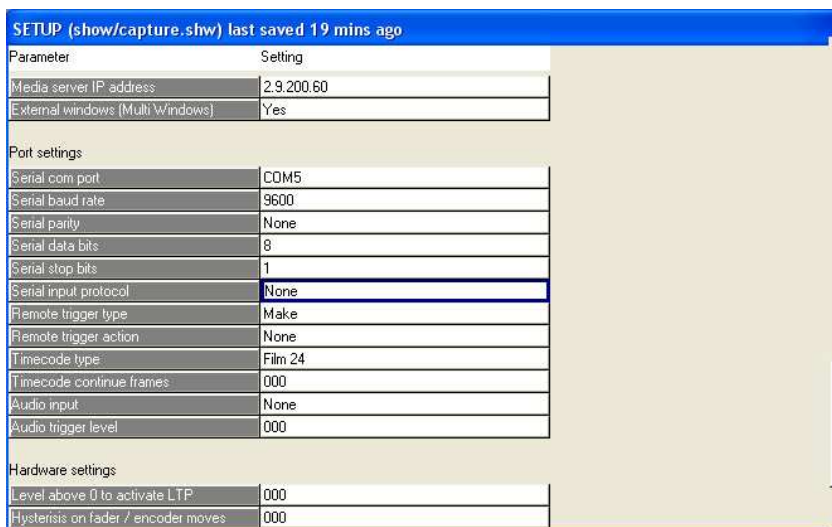 SETUP (show/capture.shw) last saved 19 mins ago
Parameter Setting
Media server IP address 2.9.200.60
External windows (Multi Windows) Yes
Port settings
Serial com port COM5
Serial baud rate 9600
Serial parity None
Serial data bits 8
Serial stop bits 1
Serial input protocol None
Remote trigger type Make
Remote trigger action None
Timecode type Film 24
Timecode continue frames 000
Audio input None
Audio trigger level 000
Hardware settings
Level above 0 to activate LTP 000
Hysterisis on fader / encoder moves 000